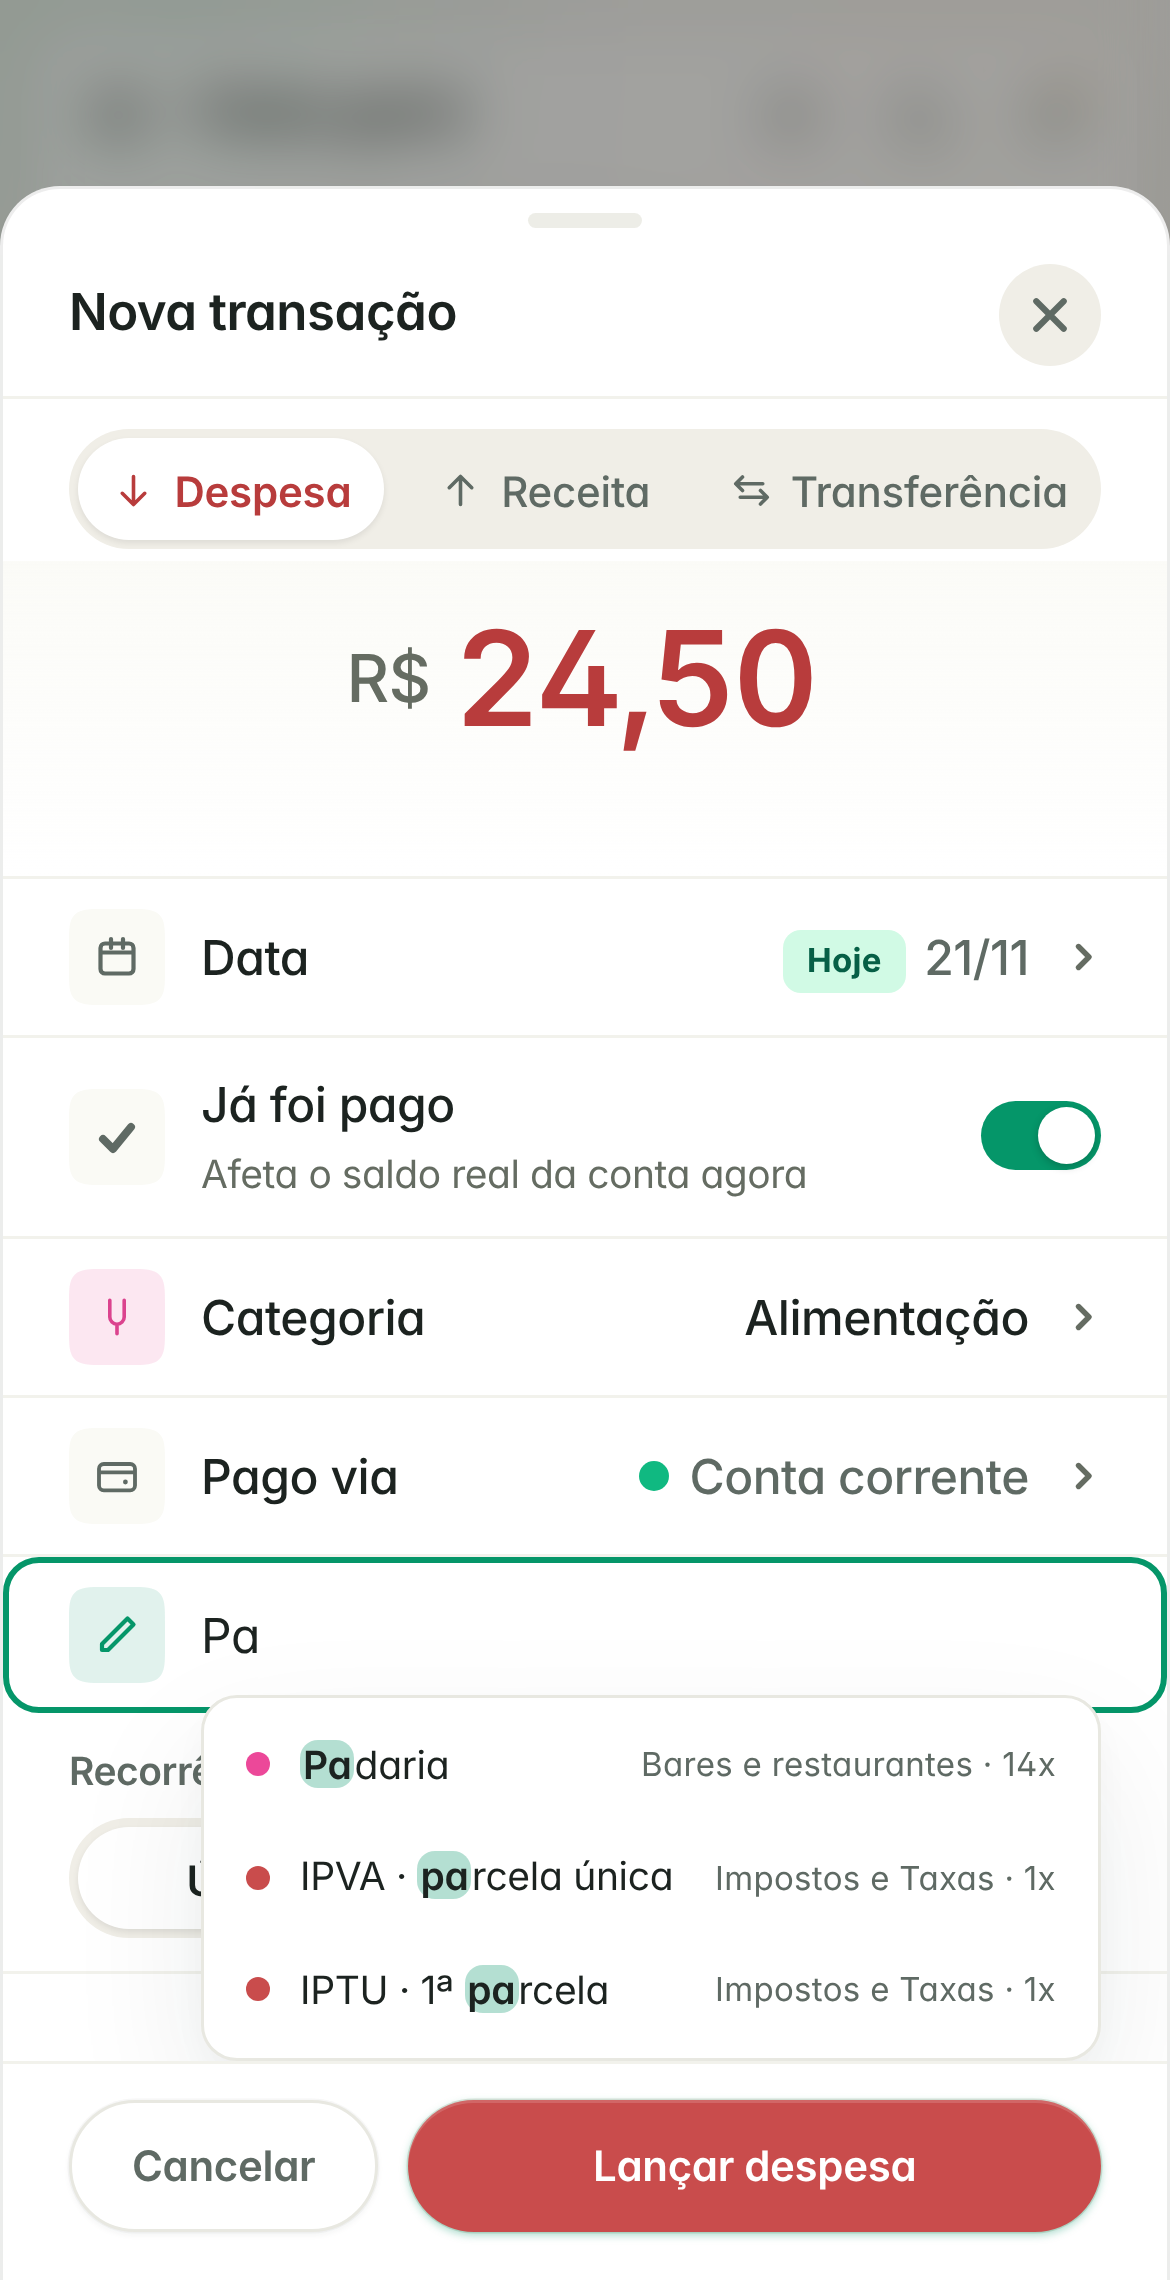 Nova transação
Despesa Receita Transferência
R$ 24,50
Data Hoje 21/11
Já foi pago
Afeta o saldo real da conta agora
Categoria Alimentação
Pago via Conta corrente
Pa
Padaria Bares e restaurantes · 14x
IPVA · parcela única Impostos e Taxas · 1x
IPTU · 1ª parcela Impostos e Taxas · 1x
Cancelar Lançar despesa